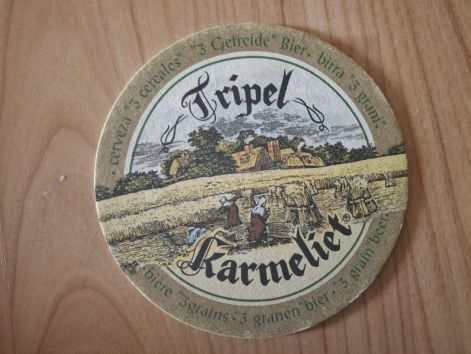 cerveza "3 cereales" · "3 Getreide" Bier · birra "3 grani" ·
Tripel
Karmeliet®
· biere "3 grains" · "3 granen" bier · "3 grain" beer